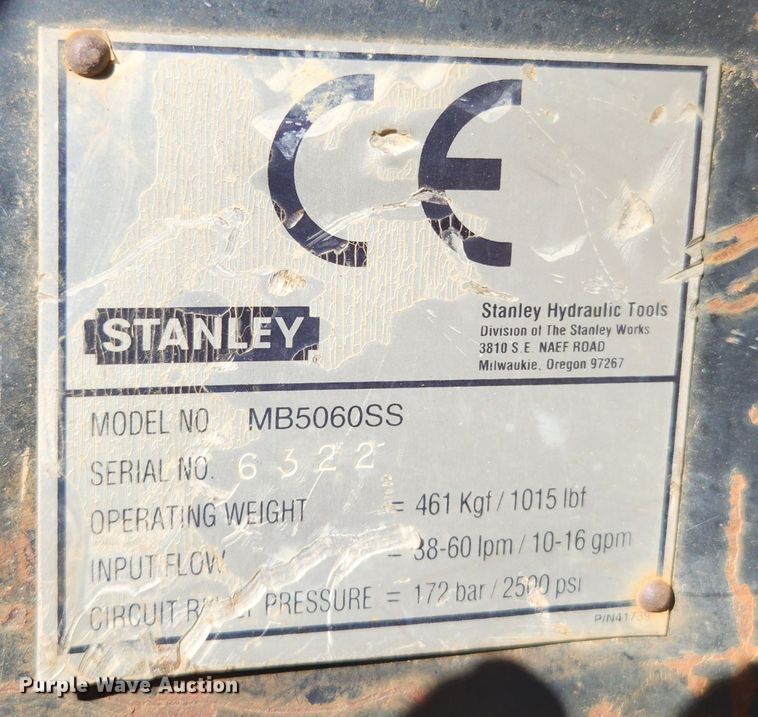 CE
STANLEY®
Stanley Hydraulic Tools
Division of The Stanley Works
3810 S.E. NAEF ROAD
Milwaukie, Oregon 97267
MODEL NO MB5060SS
SERIAL NO. 6322
OPERATING WEIGHT = 461 Kgf / 1015 lbf
INPUT FLOW = 38-60 lpm / 10-16 gpm
CIRCUIT PRESSURE = 172 bar / 2500 psi
Purple Wave Auction